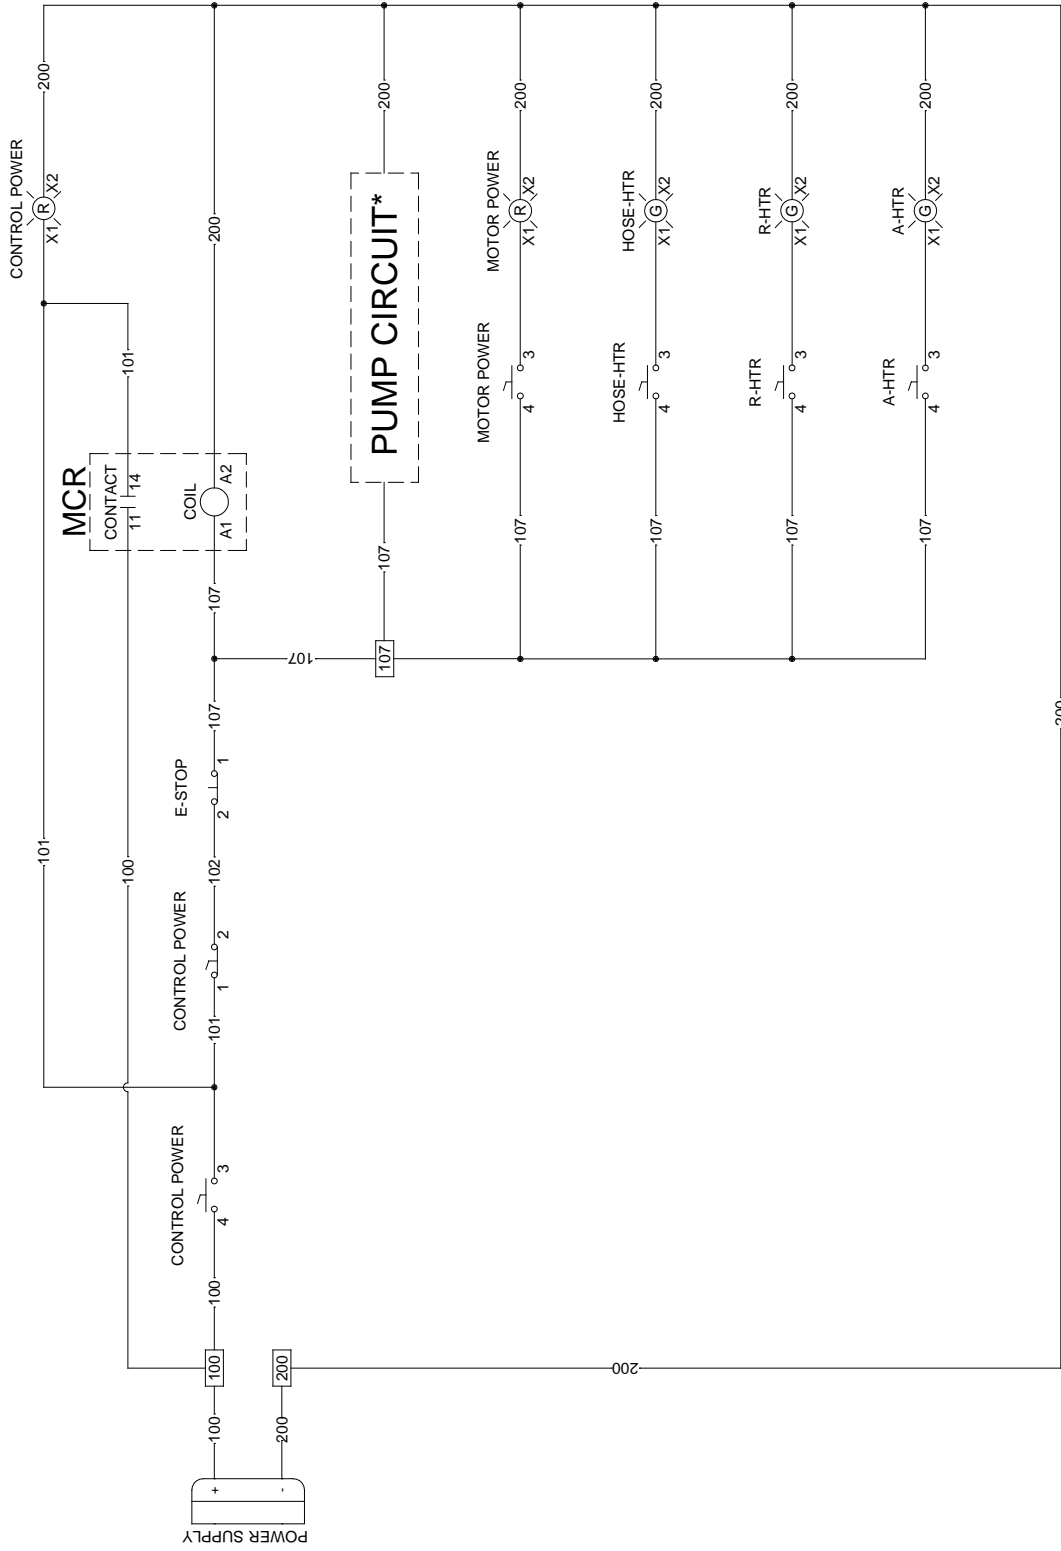 CONTROL POWER
200
X1 R X2
101
101
MCR
CONTACT
11 14
100
COIL
A1 A2
107
200
E-STOP
107
2 1
102
CONTROL POWER
1 2
101
CONTROL POWER
4 3
100
100
100
+
-
POWER SUPPLY
200
200
200
200
107
107
107
PUMP CIRCUIT*
200
MOTOR POWER
MOTOR POWER
107
4 3
X1 R X2
200
HOSE-HTR
HOSE-HTR
107
4 3
X1 G X2
200
R-HTR
R-HTR
107
4 3
X1 G X2
200
A-HTR
A-HTR
107
4 3
X1 G X2
200